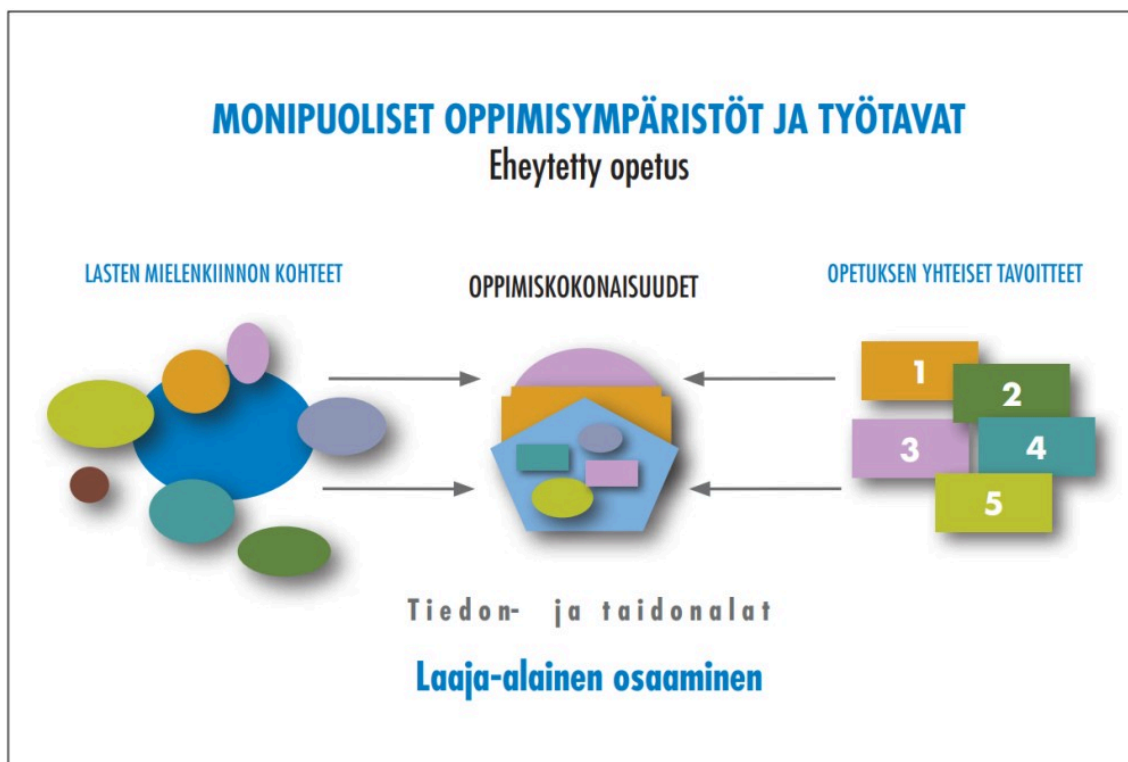 MONIPUOLISET OPPIMISYMPÄRISTÖT JA TYÖTAVAT
Eheytetty opetus
LASTEN MIELENKIINNON KOHTEET
OPPIMISKOKONAISUUDET
OPETUKSEN YHTEISET TAVOITTEET
1
2
3
4
5
Tiedon- ja taidonalat
Laaja-alainen osaaminen